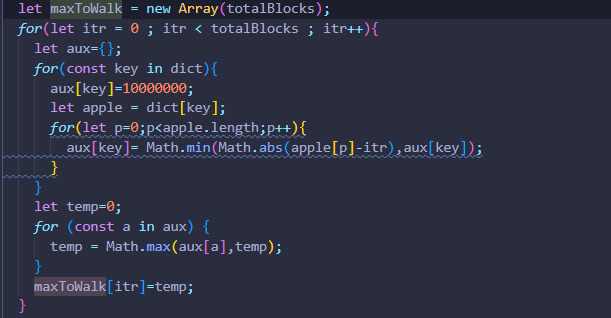 let maxToWalk = new Array(totalBlocks);
for(let itr = 0 ; itr < totalBlocks ; itr++){
let aux={};
for(const key in dict){
aux[key]=10000000;
let apple = dict[key];
for(let p=0;p<apple.length;p++){
aux[key]= Math.min(Math.abs(apple[p]-itr),aux[key]);
}
}
let temp=0;
for (const a in aux) {
temp = Math.max(aux[a],temp);
}
maxToWalk[itr]=temp;
}